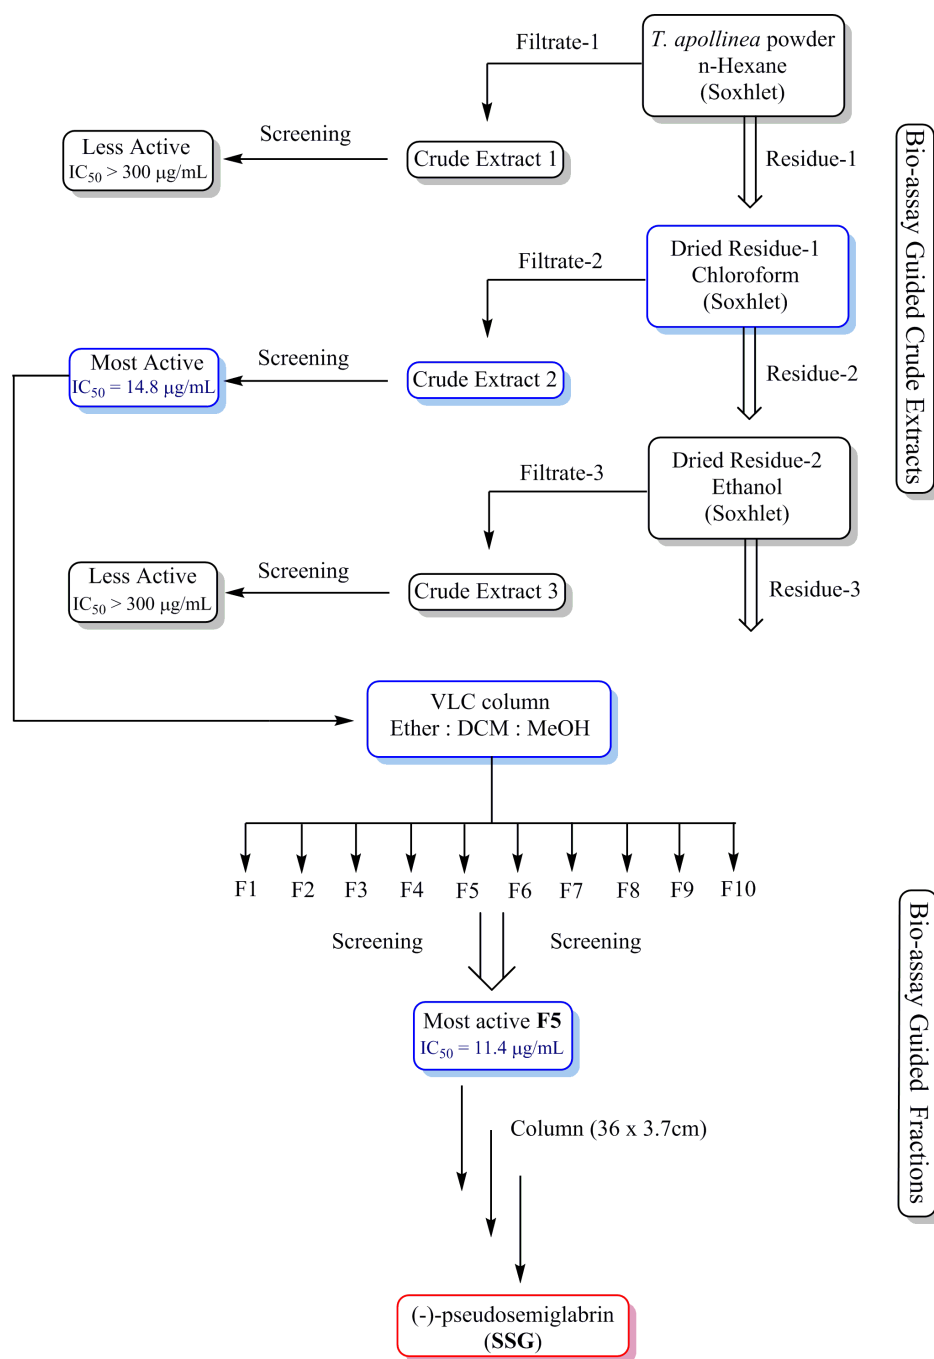 T. apollinea powder
n-Hexane
(Soxhlet)
Filtrate-1
Crude Extract 1
Screening
Less Active
IC50 > 300 μg/mL
Residue-1
Dried Residue-1
Chloroform
(Soxhlet)
Filtrate-2
Crude Extract 2
Screening
Most Active
IC50 = 14.8 μg/mL
Residue-2
Dried Residue-2
Ethanol
(Soxhlet)
Filtrate-3
Crude Extract 3
Screening
Less Active
IC50 > 300 μg/mL
Residue-3
Bio-assay Guided Crude Extracts
VLC column
Ether : DCM : MeOH
F1 F2 F3 F4 F5 F6 F7 F8 F9 F10
Screening Screening
Most active F5
IC50 = 11.4 μg/mL
Column (36 x 3.7cm)
(-)-pseudosemiglabrin
(SSG)
Bio-assay Guided Fractions